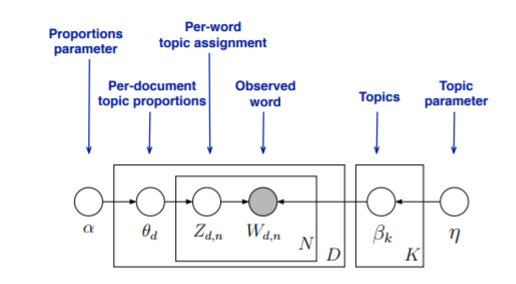 Proportions
parameter
Per-word
topic assignment
Per-document
topic proportions
Observed
word
Topics
Topic
parameter
α
θd
Zd,n
Wd,n
N
D
βk
K
η